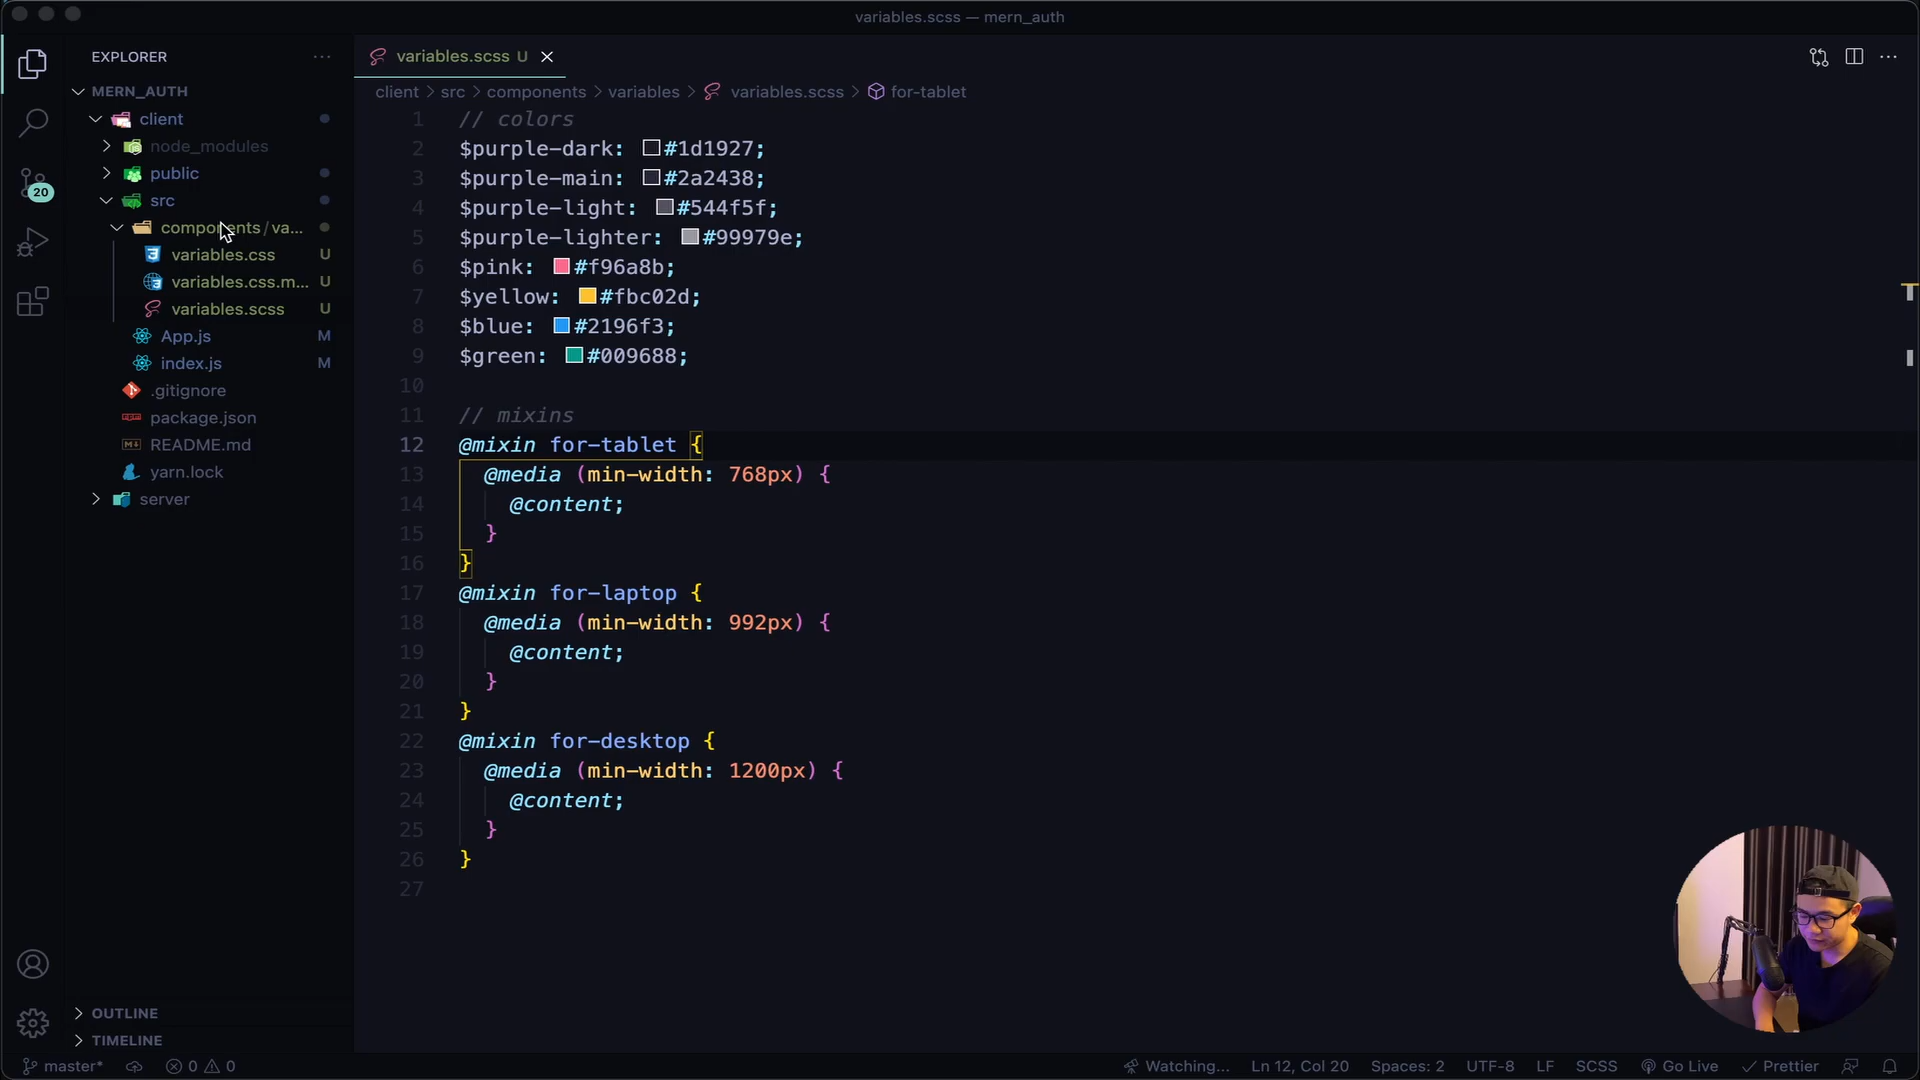 variables.scss — mern_auth
EXPLORER
MERN_AUTH
client
node_modules
public
src
components/va...
variables.css U
variables.css.m... U
variables.scss U
App.js M
index.js M
.gitignore
package.json
README.md
yarn.lock
server
20
OUTLINE
TIMELINE
variables.scss U
client > src > components > variables > variables.scss > for-tablet
1 // colors
2 $purple-dark: #1d1927;
3 $purple-main: #2a2438;
4 $purple-light: #544f5f;
5 $purple-lighter: #99979e;
6 $pink: #f96a8b;
7 $yellow: #fbc02d;
8 $blue: #2196f3;
9 $green: #009688;
10
11 // mixins
12 @mixin for-tablet {
13 @media (min-width: 768px) {
14 @content;
15 }
16 }
17 @mixin for-laptop {
18 @media (min-width: 992px) {
19 @content;
20 }
21 }
22 @mixin for-desktop {
23 @media (min-width: 1200px) {
24 @content;
25 }
26 }
27
master* 0 0 Watching... Ln 12, Col 20 Spaces: 2 UTF-8 LF SCSS Go Live Prettier